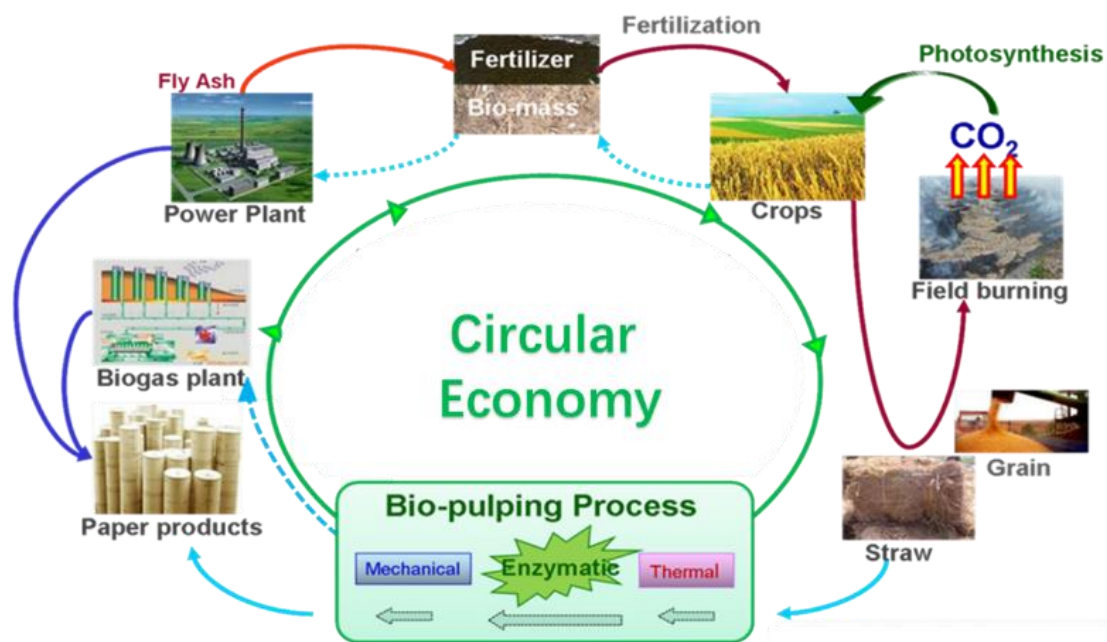 Fertilization
Photosynthesis
Fertilizer
Fly Ash
Bio-mass
CO₂
Power Plant
Crops
Field burning
Circular
Economy
Biogas plant
Grain
Bio-pulping Process
Paper products
Straw
Mechanical
Enzymatic
Thermal